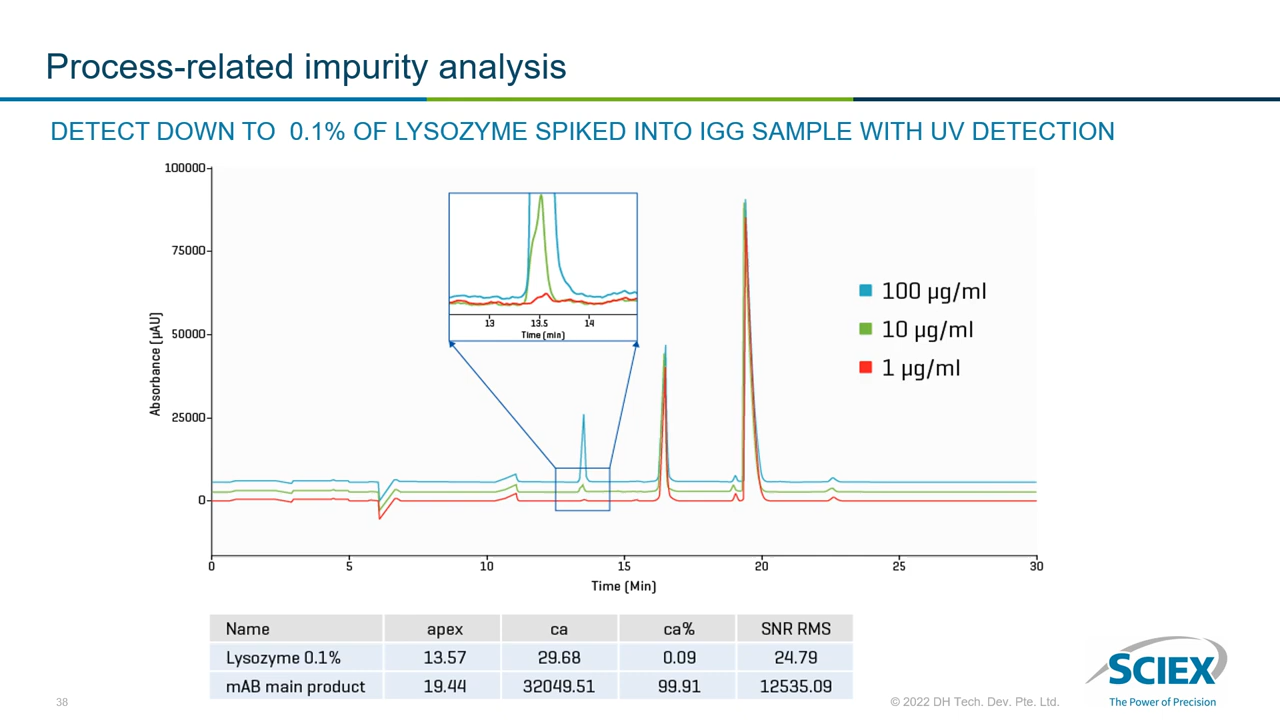 Process-related impurity analysis
DETECT DOWN TO 0.1% OF LYSOZYME SPIKED INTO IGG SAMPLE WITH UV DETECTION
100000
75000
50000
25000
0
Absorbance (µAU)
13
13.5
14
Time (min)
100 µg/ml
10 µg/ml
1 µg/ml
0
5
10
15
20
25
30
Time (Min)
Name apex ca ca% SNR RMS
Lysozyme 0.1% 13.57 29.68 0.09 24.79
mAB main product 19.44 32049.51 99.91 12535.09
SCIEX
The Power of Precision
38
© 2022 DH Tech. Dev. Pte. Ltd.